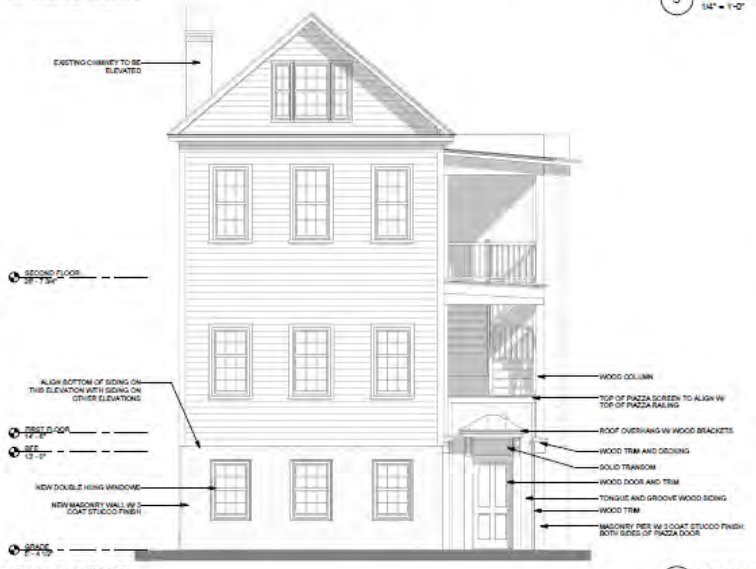 1/4" = 1'-0"
EXISTING CHIMNEY TO BE
ELEVATED
SECOND FLOOR
ALIGN BOTTOM OF SIDING ON
THIS ELEVATION WITH SIDING ON
OTHER ELEVATIONS
FIRST FLOOR
BFE
12'-0"
NEW DOUBLE HUNG WINDOWS
NEW MASONRY WALL W/ 3
COAT STUCCO FINISH
GRADE
WOOD COLUMN
TOP OF PIAZZA SCREEN TO ALIGN W/
TOP OF PIAZZA RAILING
ROOF OVERHANG W/ WOOD BRACKETS
WOOD TRIM AND DECKING
SOLID TRANSOM
WOOD DOOR AND TRIM
TONGUE AND GROOVE WOOD SIDING
WOOD TRIM
MASONRY PIER W/ 3 COAT STUCCO FINISH
BOTH SIDES OF PIAZZA DOOR